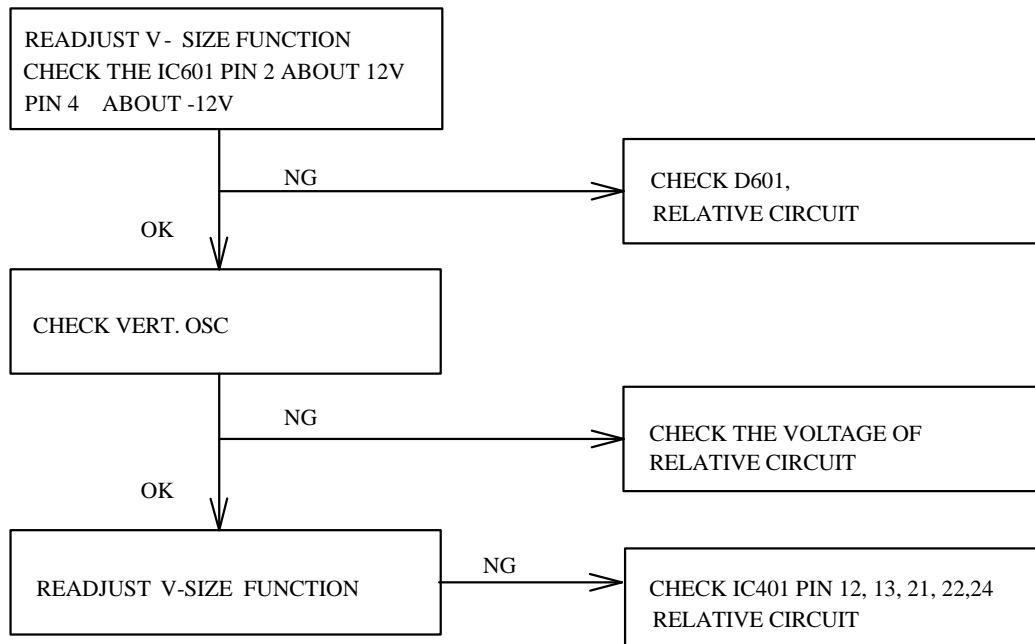 READJUST V - SIZE FUNCTION
CHECK THE IC601 PIN 2 ABOUT 12V
PIN 4 ABOUT -12V
NG
CHECK D601,
RELATIVE CIRCUIT
OK
CHECK VERT. OSC
NG
CHECK THE VOLTAGE OF
RELATIVE CIRCUIT
OK
READJUST V-SIZE FUNCTION
NG
CHECK IC401 PIN 12, 13, 21, 22,24
RELATIVE CIRCUIT